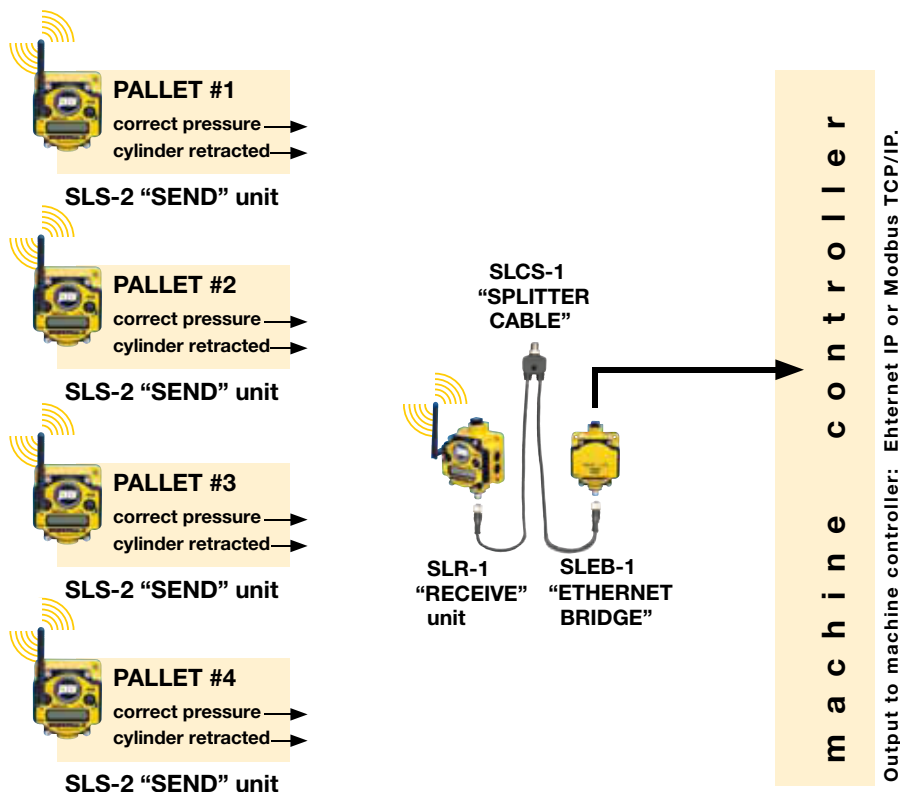 PALLET #1
correct pressure
cylinder retracted
SLS-2 “SEND” unit
PALLET #2
correct pressure
cylinder retracted
SLS-2 “SEND” unit
PALLET #3
correct pressure
cylinder retracted
SLS-2 “SEND” unit
PALLET #4
correct pressure
cylinder retracted
SLS-2 “SEND” unit
SLCS-1
“SPLITTER
CABLE”
SLR-1
“RECEIVE”
unit
SLEB-1
“ETHERNET
BRIDGE”
machine controller
Output to machine controller: Ehternet IP or Modbus TCP/IP.